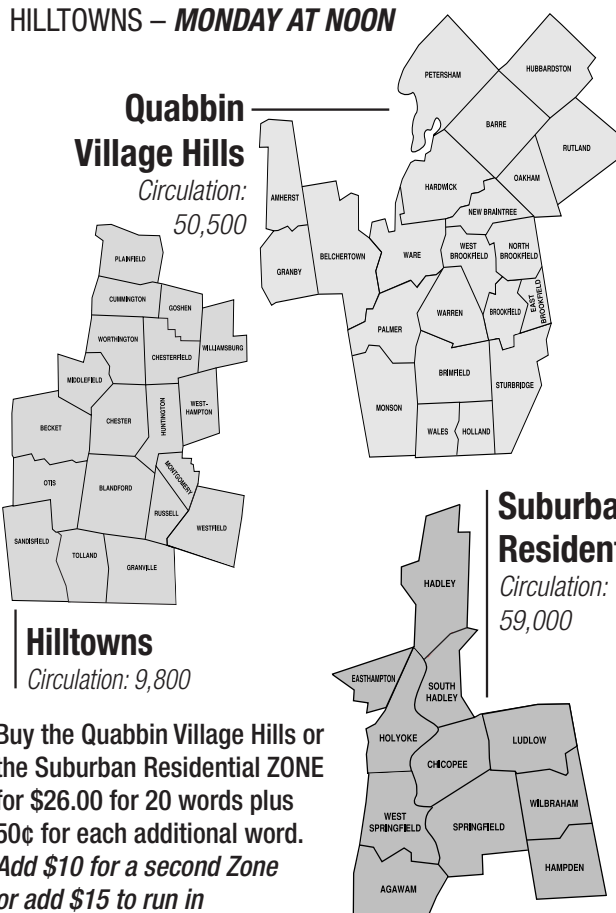 HILLTOWNS – MONDAY AT NOON
Quabbin
Village Hills
Circulation:
50,500
PETERSHAM
HUBBARDSTON
BARRE
RUTLAND
OAKHAM
HARDWICK
NEW BRAINTREE
AMHERST
BELCHERTOWN
GRANBY
WARE
WEST
BROOKFIELD
NORTH
BROOKFIELD
EAST
BROOKFIELD
BROOKFIELD
WARREN
PALMER
BRIMFIELD
STURBRIDGE
MONSON
WALES
HOLLAND
PLAINFIELD
CUMMINGTON
GOSHEN
WORTHINGTON
CHESTERFIELD
WILLIAMSBURG
MIDDLEFIELD
WEST-
HAMPTON
HUNTINGTON
CHESTER
BECKET
MONTGOMERY
OTIS
BLANDFORD
RUSSELL
WESTFIELD
SANDISFIELD
TOLLAND
GRANVILLE
Hilltowns
Circulation: 9,800
Suburba
Resident
Circulation:
59,000
HADLEY
EASTHAMPTON
SOUTH
HADLEY
HOLYOKE
CHICOPEE
LUDLOW
WEST
SPRINGFIELD
SPRINGFIELD
WILBRAHAM
HAMPDEN
AGAWAM
Buy the Quabbin Village Hills or
the Suburban Residential ZONE
for $26.00 for 20 words plus
50¢ for each additional word.
Add $10 for a second Zone
or add $15 to run in